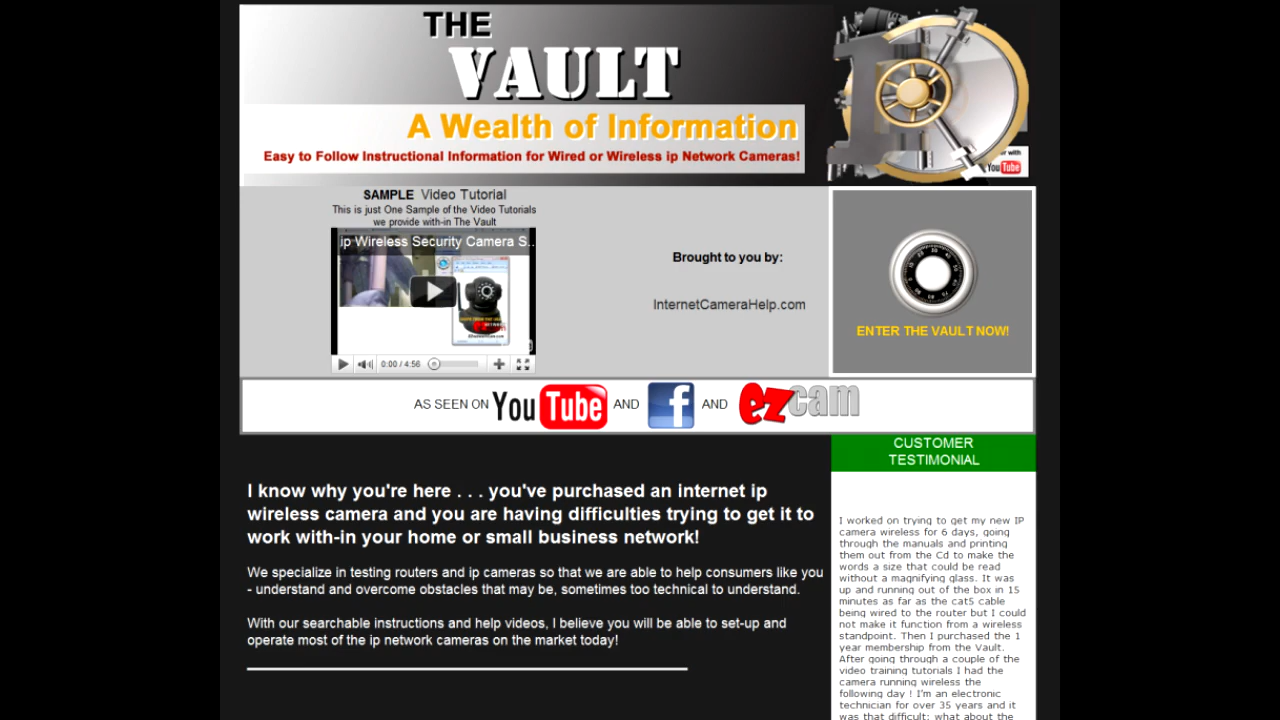 THE
VAULT
A Wealth of Information
Easy to Follow Instructional Information for Wired or Wireless ip Network Cameras!
with
YouTube
SAMPLE Video Tutorial
This is just One Sample of the Video Tutorials
we provide with-in The Vault
ip Wireless Security Camera S...
0:00 / 4:56
Brought to you by:
InternetCameraHelp.com
ENTER THE VAULT NOW!
AS SEEN ON YouTube AND f AND ezcam
CUSTOMER
TESTIMONIAL
I know why you're here . . . you've purchased an internet ip
wireless camera and you are having difficulties trying to get it to
work with-in your home or small business network!
We specialize in testing routers and ip cameras so that we are able to help consumers like you
- understand and overcome obstacles that may be, sometimes too technical to understand.
With our searchable instructions and help videos, I believe you will be able to set-up and
operate most of the ip network cameras on the market today!
I worked on trying to get my new IP
camera wireless for 6 days, going
through the manuals and printing
them out from the Cd to make the
words a size that could be read
without a magnifying glass. It was
up and running out of the box in 15
minutes as far as the cat5 cable
being wired to the router but I could
not make it function from a wireless
standpoint. Then I purchased the 1
year membership from the Vault.
After going through a couple of the
video training tutorials I had the
camera running wireless the
following day ! I'm an electronic
technician for over 35 years and it
was that difficult; what about the